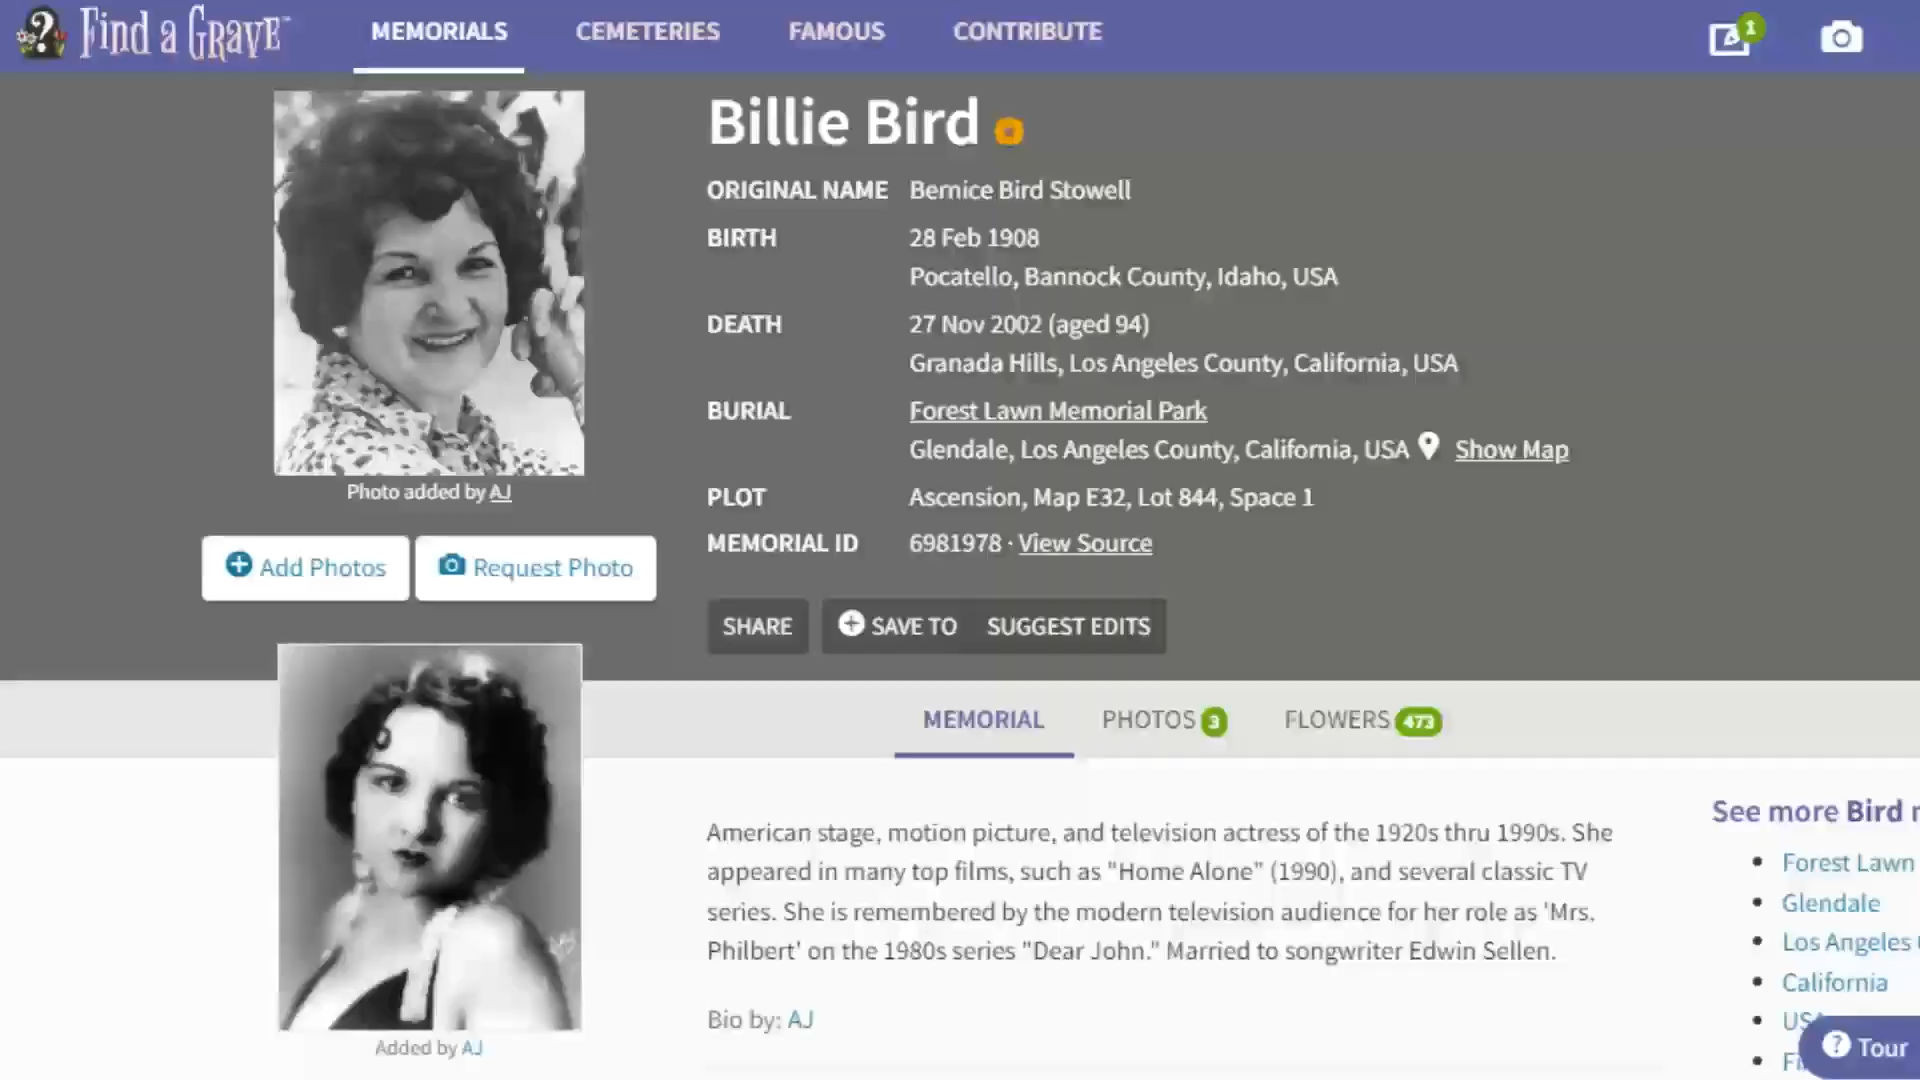 Find a Grave
MEMORIALS
CEMETERIES
FAMOUS
CONTRIBUTE
1
Billie Bird
ORIGINAL NAME Bernice Bird Stowell
BIRTH 28 Feb 1908
Pocatello, Bannock County, Idaho, USA
DEATH 27 Nov 2002 (aged 94)
Granada Hills, Los Angeles County, California, USA
BURIAL Forest Lawn Memorial Park
Glendale, Los Angeles County, California, USA Show Map
PLOT Ascension, Map E32, Lot 844, Space 1
MEMORIAL ID 6981978 · View Source
Photo added by AJ
Add Photos
Request Photo
SHARE
SAVE TO
SUGGEST EDITS
MEMORIAL
PHOTOS 3
FLOWERS 473
American stage, motion picture, and television actress of the 1920s thru 1990s. She
appeared in many top films, such as "Home Alone" (1990), and several classic TV
series. She is remembered by the modern television audience for her role as 'Mrs.
Philbert' on the 1980s series "Dear John." Married to songwriter Edwin Sellen.
Bio by: AJ
Added by AJ
See more Bird
• Forest Lawn
• Glendale
• Los Angeles
• California
Tour